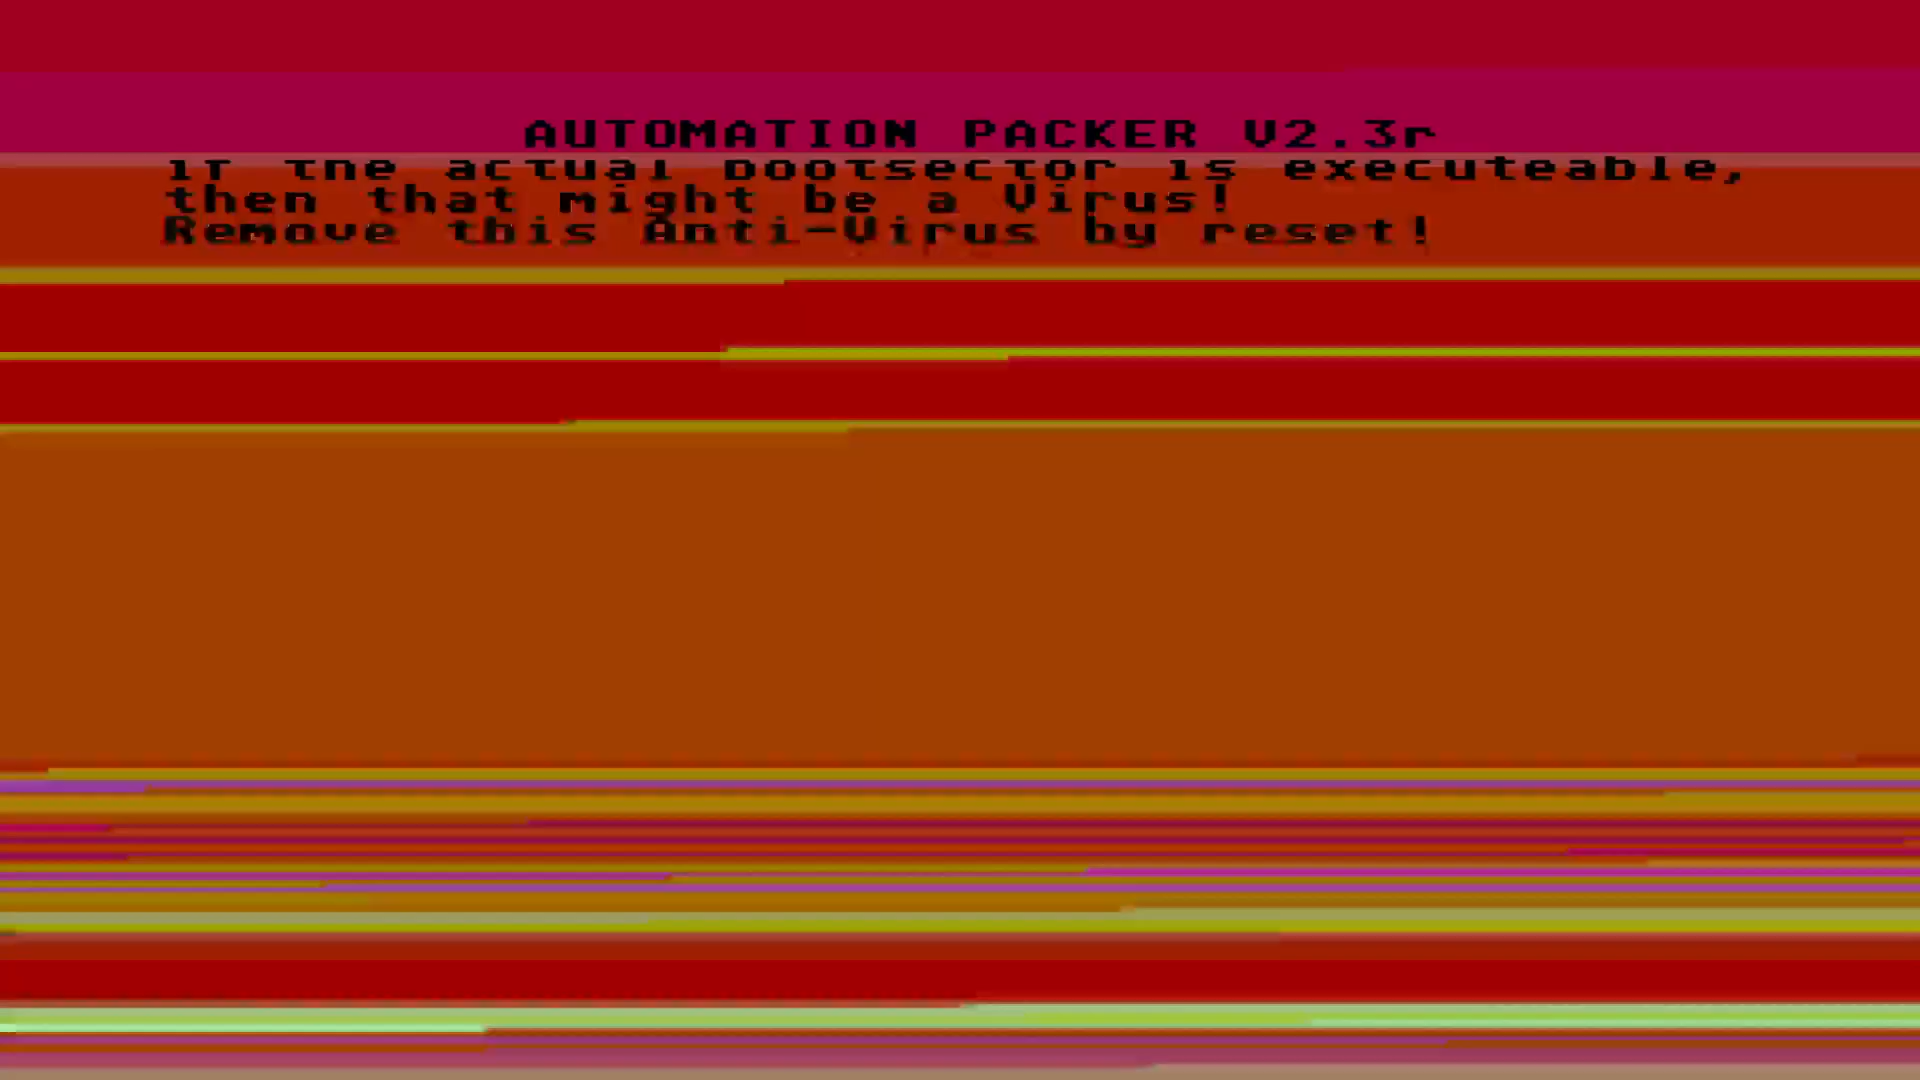 AUTOMATION PACKER V2.3r
if the actual bootsector is executeable,
then that might be a Virus!
Remove this Anti-Virus by reset!